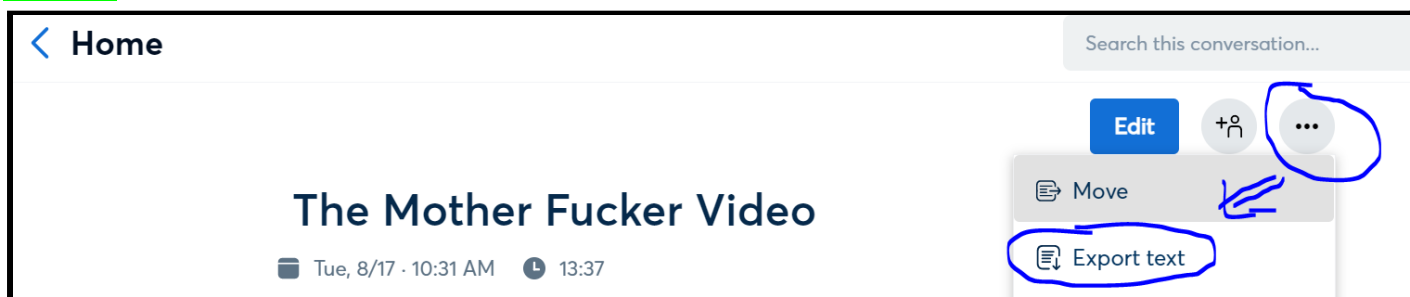 Home
Search this conversation...
Edit
Move
The Mother Fucker Video
Export text
Tue, 8/17 · 10:31 AM 13:37